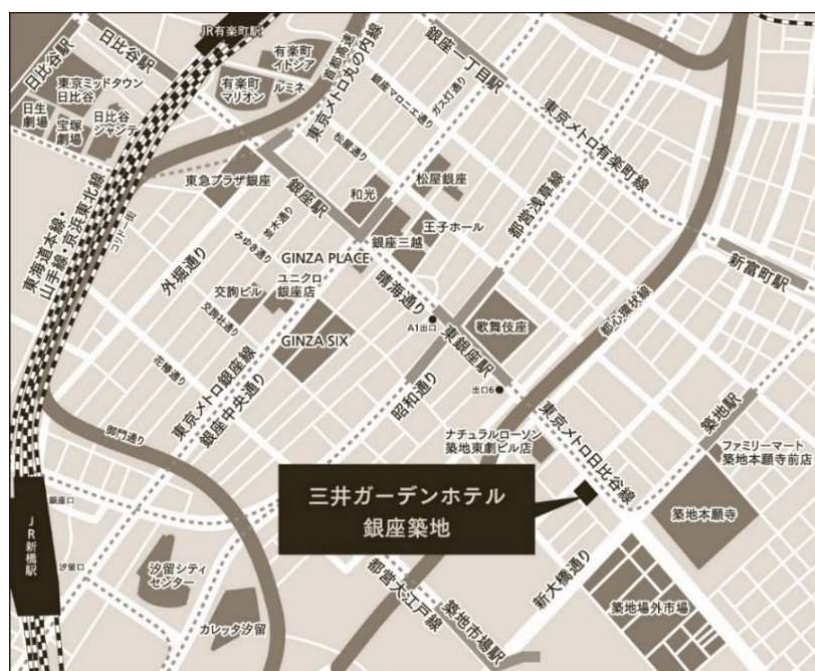 JR有楽町駅
日比谷駅
日比谷駅
東京ミッドタウン
日比谷
日生
劇場
宝塚
劇場
日比谷
シャンテ
有楽町
マリオン
有楽町
イトシア
ルミネ
首都高速
東京メトロ丸の内線
銀座一丁目駅
銀座マロニエ通り
ガス灯通り
松屋通り
東京メトロ有楽町線
東急プラザ銀座
銀座駅
和光
松屋銀座
王子ホール
銀座三越
都営浅草線
新富町駅
東海道本線・
山手線・京浜東北線
コリドー街
外堀通り
並木通り
みゆき通り
GINZA PLACE
晴海通り
交詢ビル
ユニクロ
銀座店
交詢社通り
GINZA SIX
花椿通り
A1出口
東銀座駅
歌舞伎座
都心環状線
出口6
昭和通り
東京メトロ銀座線
銀座中央通り
御門通り
ナチュラルローソン
築地東劇ビル店
東京メトロ日比谷線
築地駅
ファミリーマート
築地本願寺前店
築地本願寺
三井ガーデンホテル
銀座築地
JR新橋駅
銀座口
汐留口
汐留シティ
センター
カレッタ汐留
都営大江戸線
築地市場駅
新大橋通り
築地場外市場